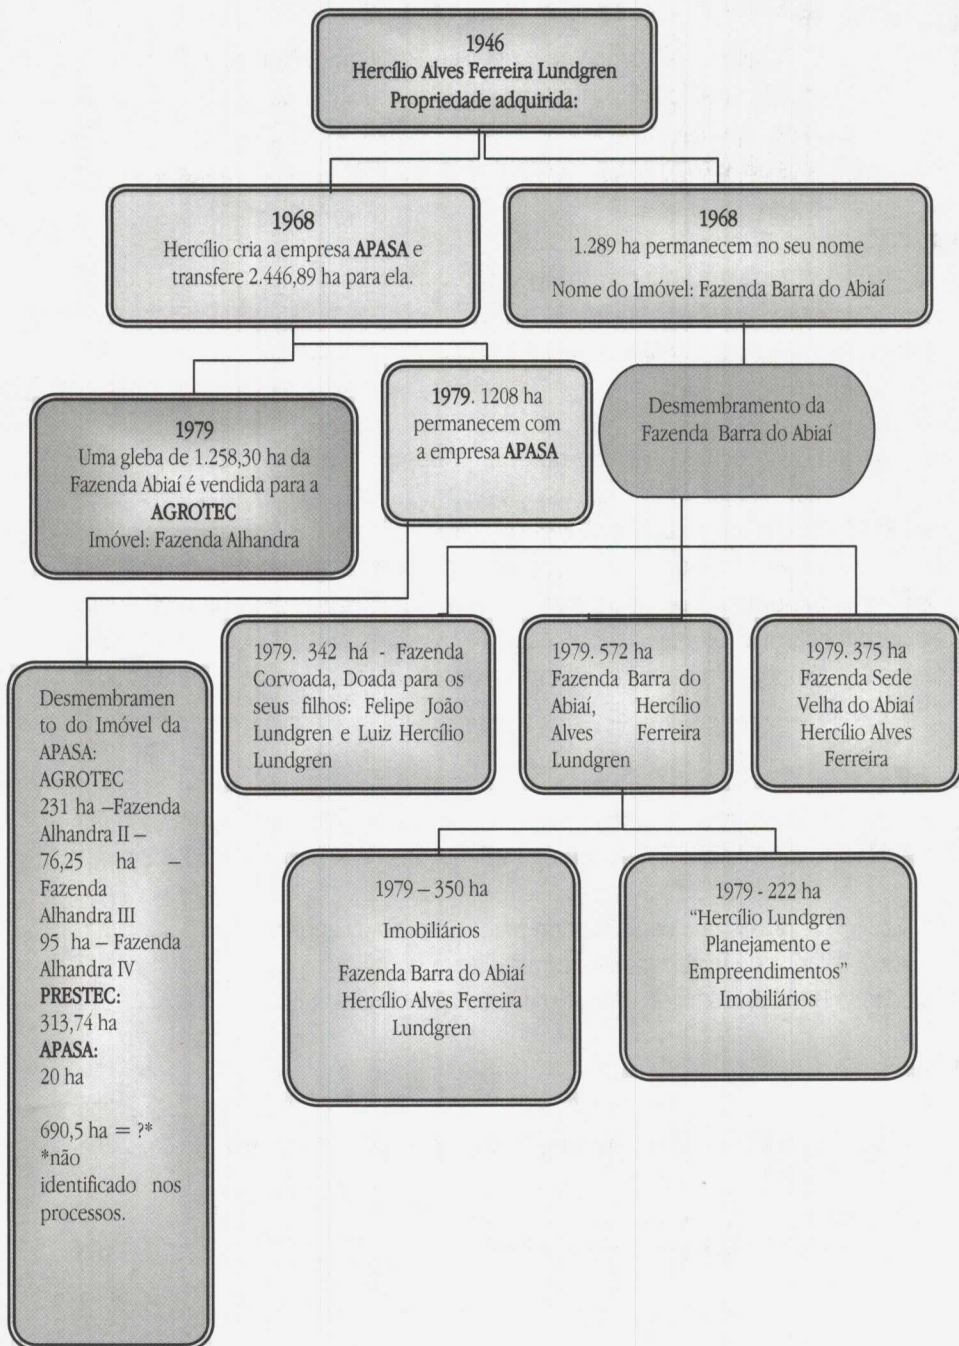 1946
Hercílio Alves Ferreira Lundgren
Propriedade adquirida:
1968
Hercílio cria a empresa APASA e
transfere 2.446,89 ha para ela.
1968
1.289 ha permanecem no seu nome
Nome do Imóvel: Fazenda Barra do Abiaí
1979
Uma gleba de 1.258,30 ha da
Fazenda Abiaí é vendida para a
AGROTEC
Imóvel: Fazenda Alhandra
1979. 1208 ha
permanecem com
a empresa APASA
Desmembramento da
Fazenda Barra do Abiaí
Desmembramen
to do Imóvel da
APASA:
AGROTEC
231 ha –Fazenda
Alhandra II –
76,25 ha –
Fazenda
Alhandra III
95 ha – Fazenda
Alhandra IV
PRESTEC:
313,74 ha
APASA:
20 ha
690,5 ha = ?*
*não
identificado nos
processos.
1979. 342 há - Fazenda
Corvoada, Doada para os
seus filhos: Felipe João
Lundgren e Luiz Hercílio
Lundgren
1979. 572 ha
Fazenda Barra do
Abiaí, Hercílio
Alves Ferreira
Lundgren
1979. 375 ha
Fazenda Sede
Velha do Abiaí
Hercílio Alves
Ferreira
1979 – 350 ha
Imobiliários
Fazenda Barra do Abiaí
Hercílio Alves Ferreira
Lundgren
1979 - 222 ha
“Hercílio Lundgren
Planejamento e
Empreendimentos”
Imobiliários